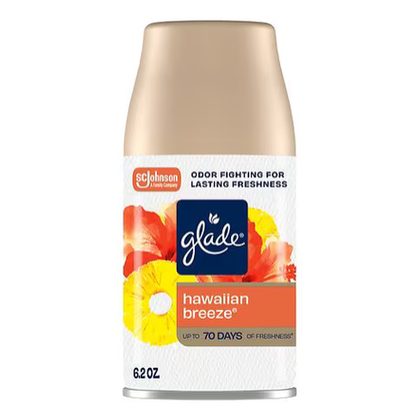 SC Johnson
A Family Company
ODOR FIGHTING FOR
LASTING FRESHNESS
glade®
hawaiian
breeze®
UP TO 70 DAYS OF FRESHNESS*
6.2 OZ.